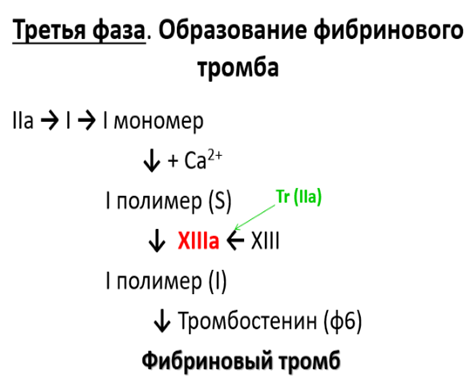 Третья фаза. Образование фибринового
тромба
IIa → I → I мономер
↓ + Ca²⁺
I полимер (S)
Tr (IIa)
↓ XIIIa ← XIII
I полимер (I)
↓ Тромбостенин (ф6)
Фибриновый тромб